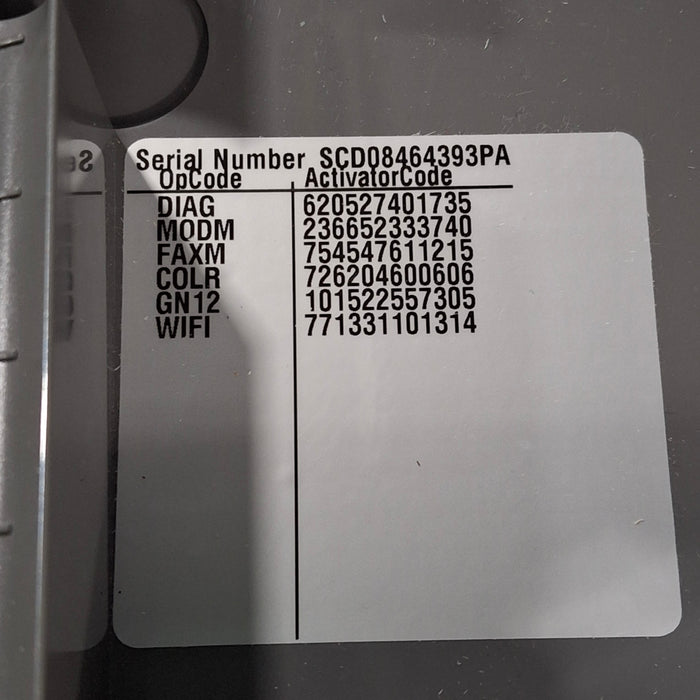 Serial Number SCD08464393PA
OpCode ActivatorCode
DIAG 620527401735
MODM 236652333740
FAXM 754547611215
COLR 726204600606
GN12 101522557305
WIFI 771331101314